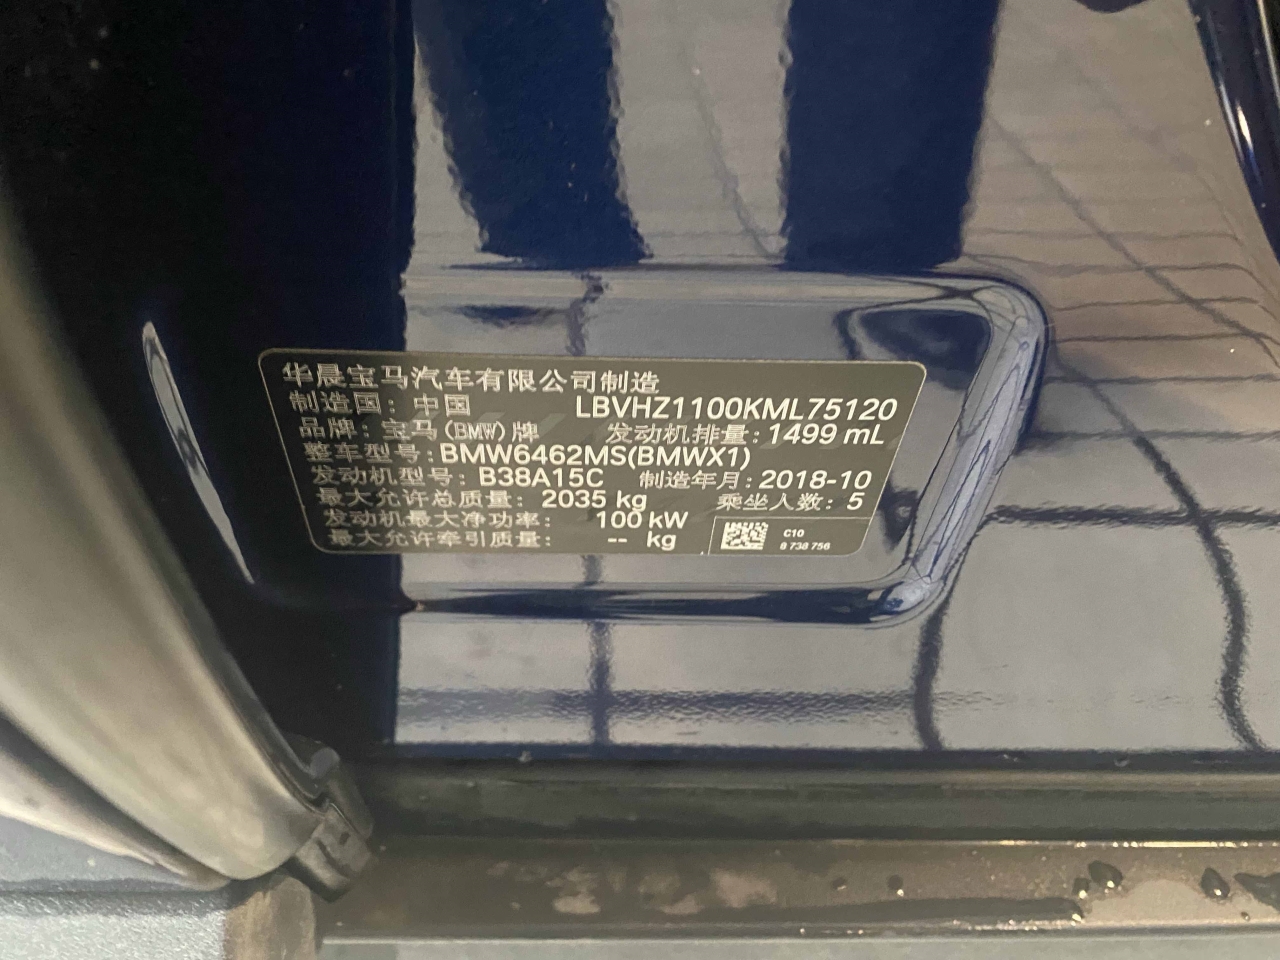 华晨宝马汽车有限公司制造
制造国：中国 LBVHZ1100KML75120
品牌：宝马(BMW)牌 发动机排量：1499 mL
整车型号：BMW6462MS(BMWX1)
发动机型号：B38A15C 制造年月：2018-10
最大允许总质量：2035 kg 乘坐人数：5
发动机最大净功率：100 kW
最大允许牵引质量：-- kg
C10
8 738 756